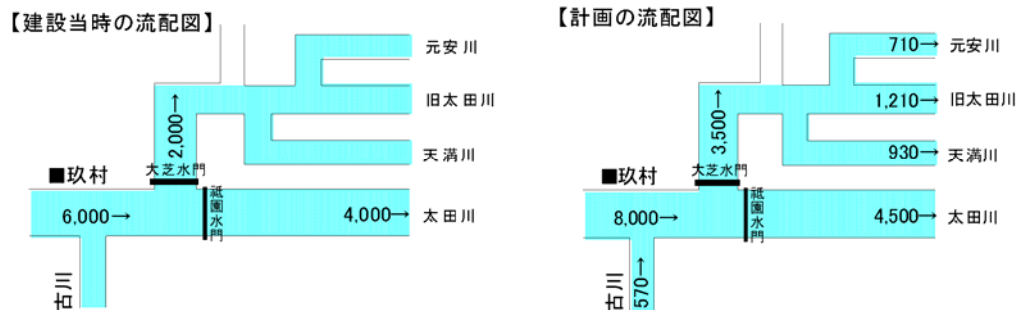 【建設当時の流配図】
元安川
旧太田川
2,000→
天満川
大芝水門
■玖村
祇園水門
6,000→
4,000→
太田川
古川
【計画の流配図】
710→
元安川
1,210→
旧太田川
3,500→
930→
天満川
大芝水門
■玖村
祇園水門
8,000→
4,500→
太田川
古川
570→